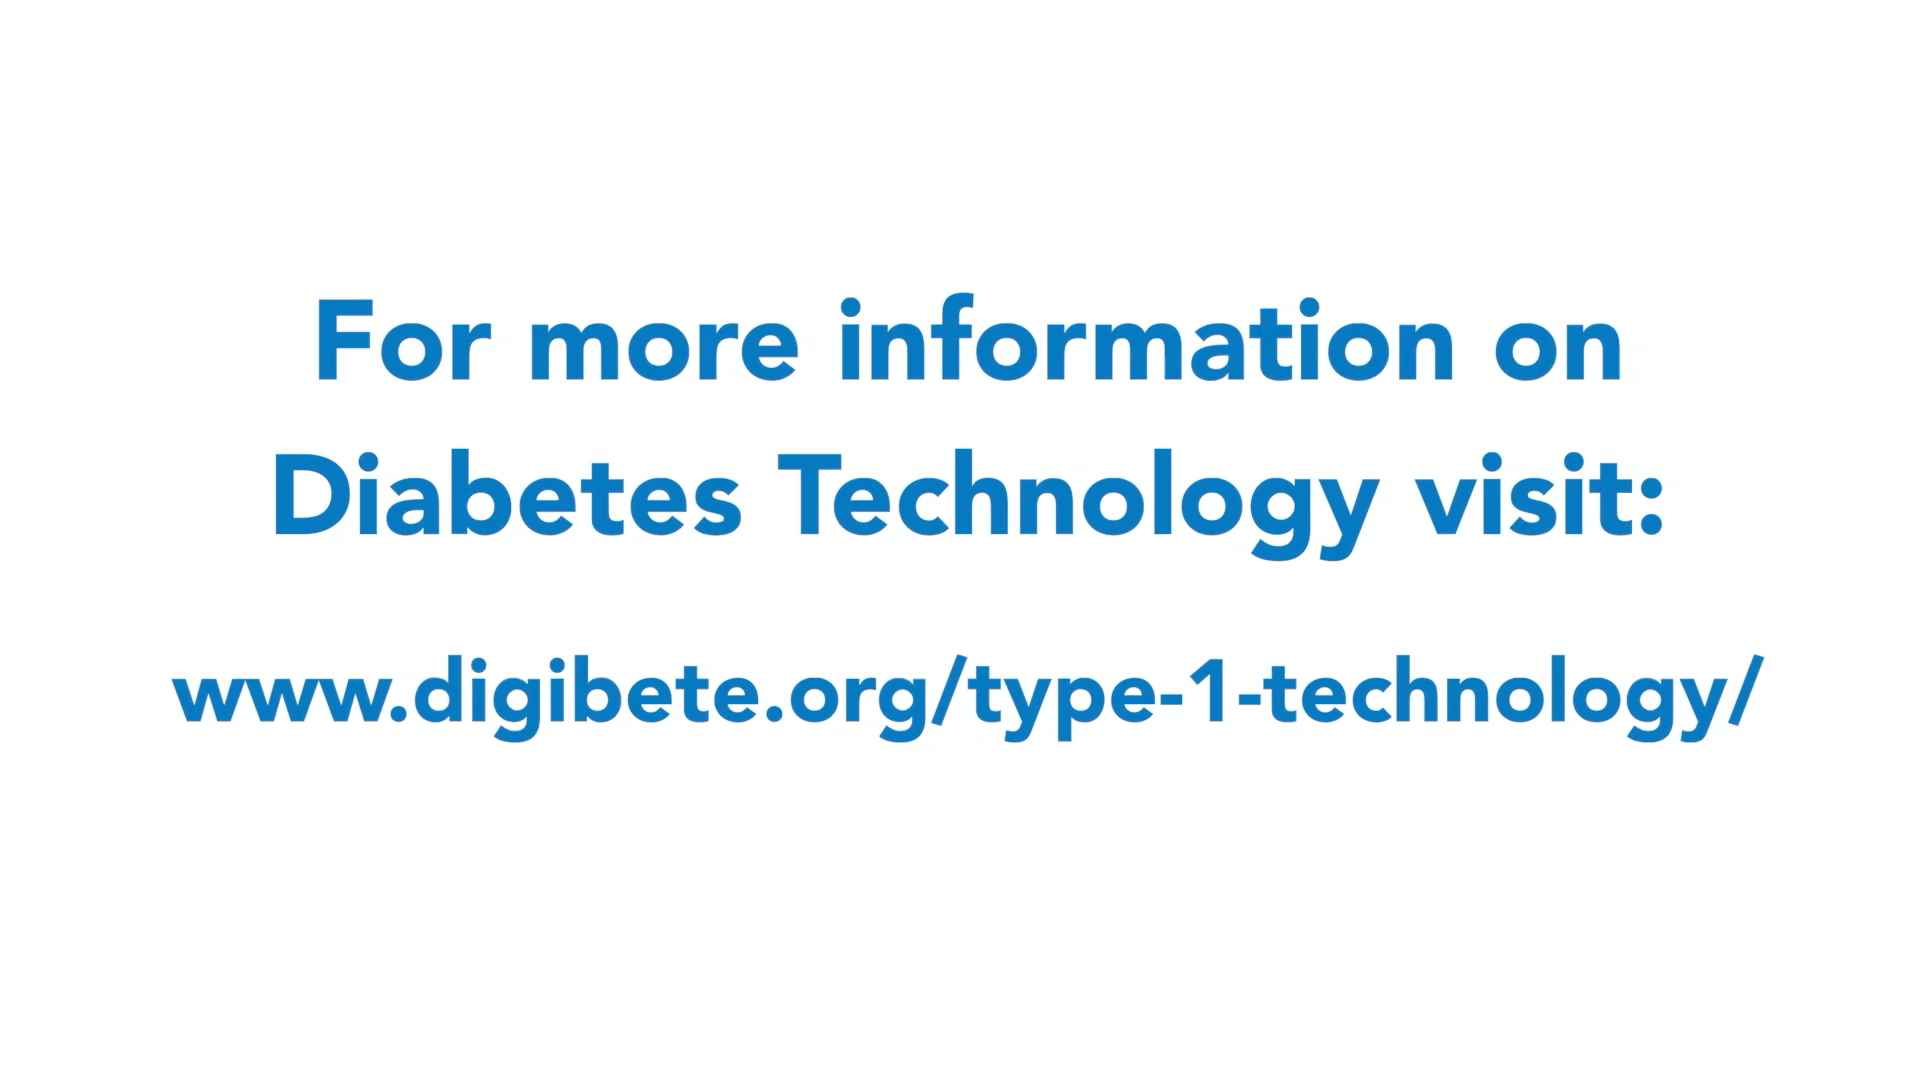 For more information on
Diabetes Technology visit:
www.digibete.org/type-1-technology/